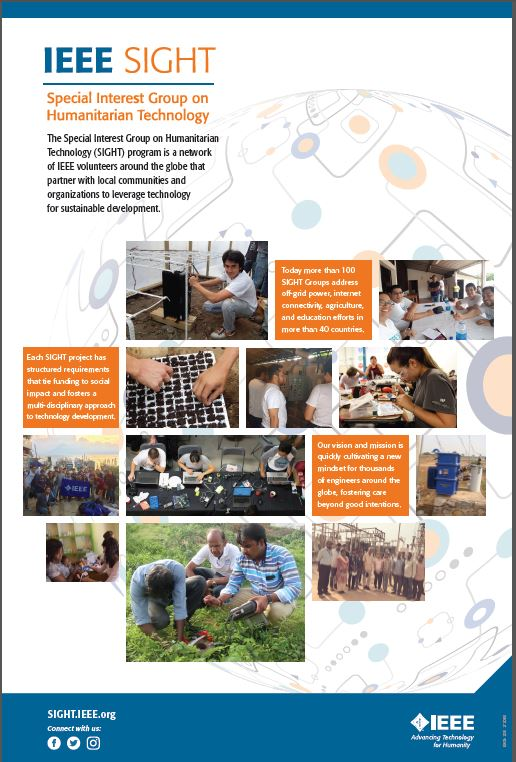 IEEE SIGHT
Special Interest Group on
Humanitarian Technology
The Special Interest Group on Humanitarian
Technology (SIGHT) program is a network
of IEEE volunteers around the globe that
partner with local communities and
organizations to leverage technology
for sustainable development.
Today more than 100
SIGHT Groups address
off-grid power, internet
connectivity, agriculture,
and education efforts in
more than 40 countries.
Each SIGHT project has
structured requirements
that tie funding to social
impact and fosters a
multi-disciplinary approach
to technology development.
Our vision and mission is
quickly cultivating a new
mindset for thousands
of engineers around the
globe, fostering care
beyond good intentions.
IEEE
SIGHT.IEEE.org
Connect with us:
IEEE
Advancing Technology
for Humanity